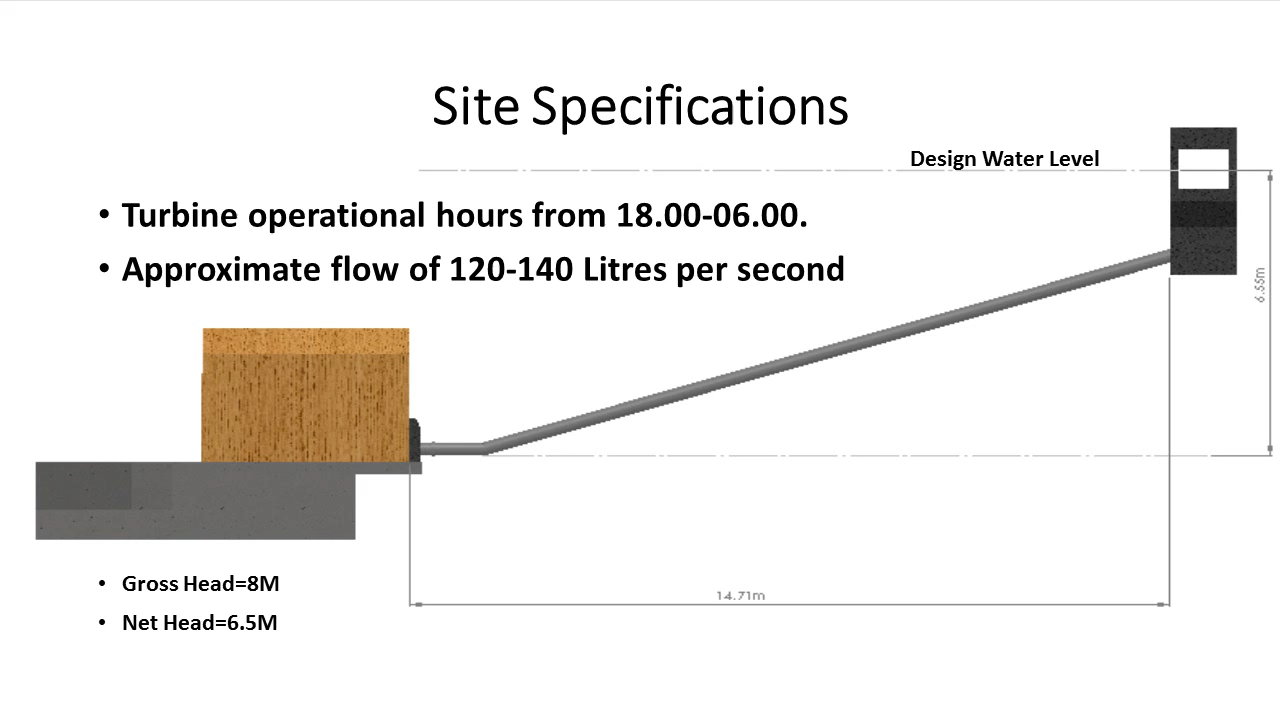 Site Specifications
Design Water Level
• Turbine operational hours from 18.00-06.00.
• Approximate flow of 120-140 Litres per second
6.55m
14.71m
• Gross Head=8M
• Net Head=6.5M